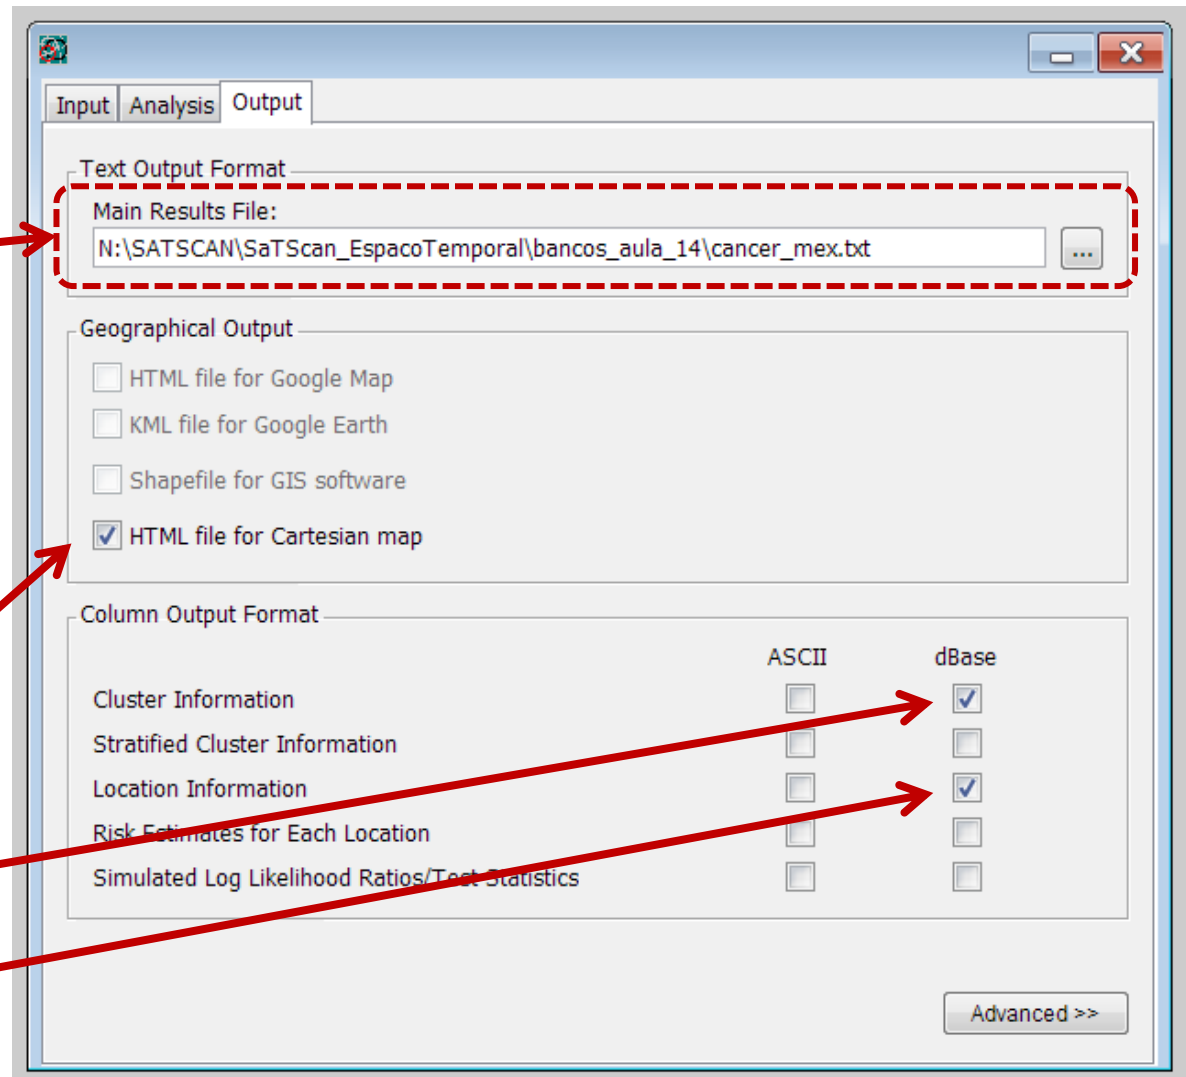 Input Analysis Output
Text Output Format
Main Results File:
N:\SATSCAN\SaTScan_EspacoTemporal\bancos_aula_14\cancer_mex.txt ...
Geographical Output
HTML file for Google Map
KML file for Google Earth
Shapefile for GIS software
HTML file for Cartesian map
Column Output Format
ASCII dBase
Cluster Information
Stratified Cluster Information
Location Information
Risk Estimates for Each Location
Simulated Log Likelihood Ratios/Test Statistics
Advanced >>